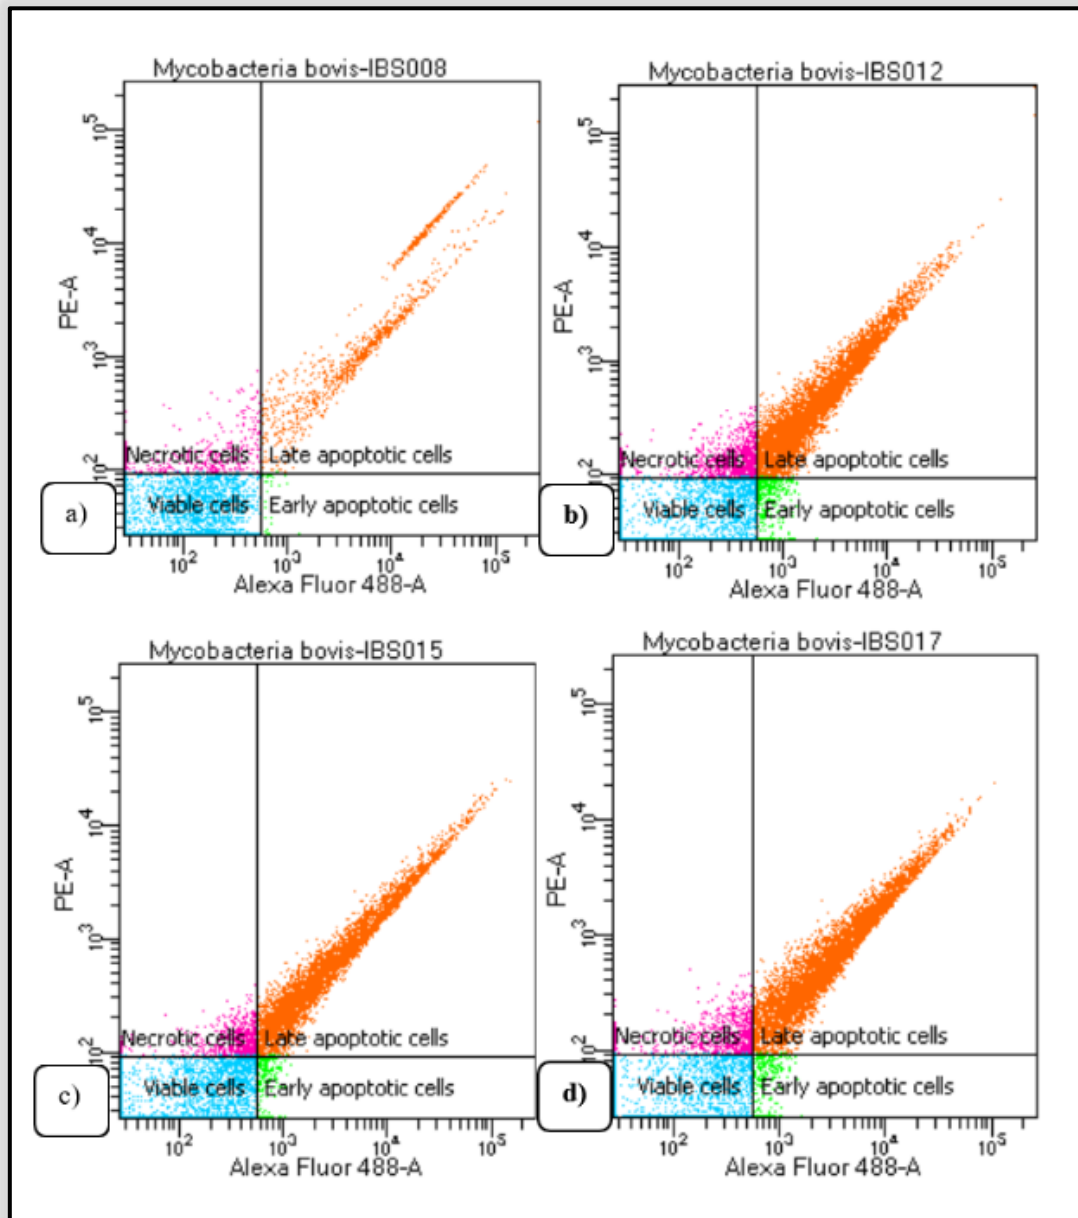 Mycobacteria bovis-IBS008
10^5
10^4
10^3
10^2
PE-A
Necrotic cells
Late apoptotic cells
Viable cells
Early apoptotic cells
a)
10^2 10^3 10^4 10^5
Alexa Fluor 488-A
Mycobacteria bovis-IBS012
10^5
10^4
10^3
10^2
PE-A
Necrotic cells
Late apoptotic cells
Viable cells
Early apoptotic cells
b)
10^2 10^3 10^4 10^5
Alexa Fluor 488-A
Mycobacteria bovis-IBS015
10^5
10^4
10^3
10^2
PE-A
Necrotic cells
Late apoptotic cells
Viable cells
Early apoptotic cells
c)
10^2 10^3 10^4 10^5
Alexa Fluor 488-A
Mycobacteria bovis-IBS017
10^5
10^4
10^3
10^2
PE-A
Necrotic cells
Late apoptotic cells
Viable cells
Early apoptotic cells
d)
10^2 10^3 10^4 10^5
Alexa Fluor 488-A